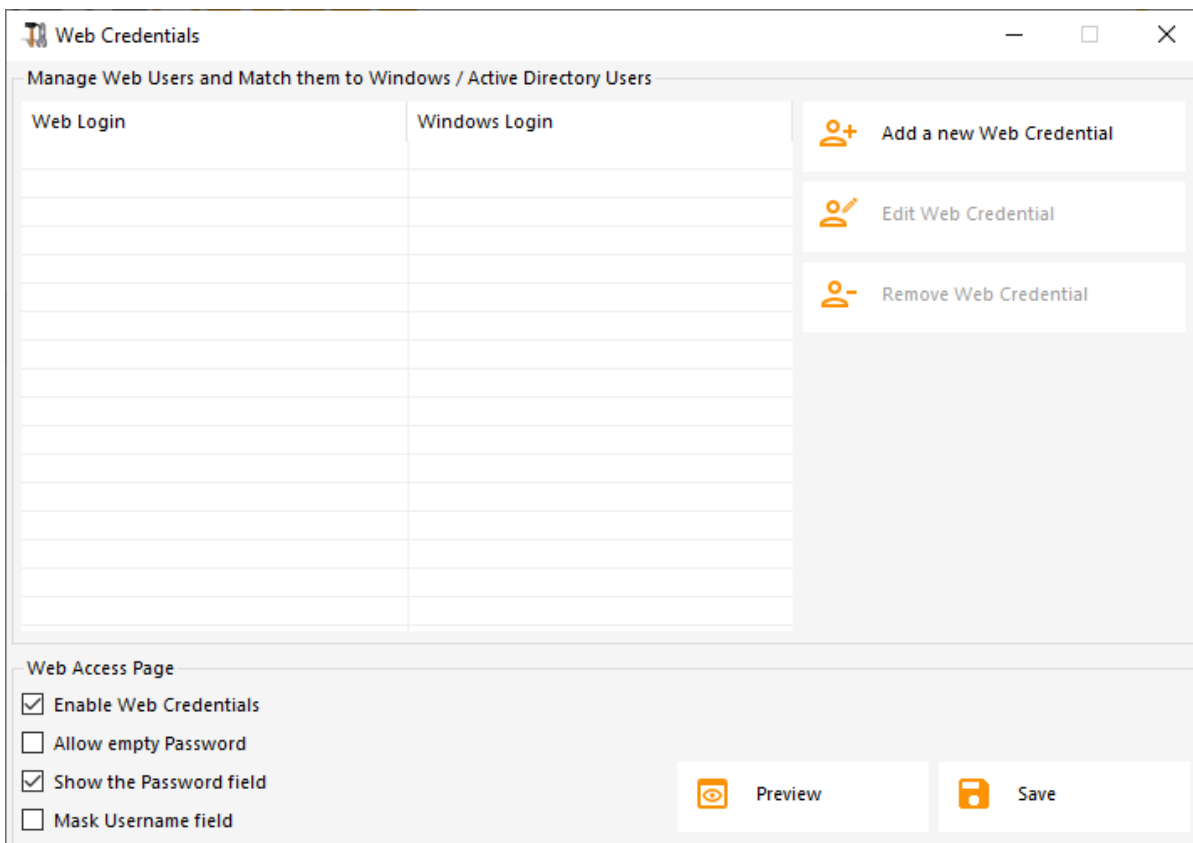 Web Credentials
Manage Web Users and Match them to Windows / Active Directory Users
Web Login Windows Login
Add a new Web Credential
Edit Web Credential
Remove Web Credential
Web Access Page
Enable Web Credentials
Allow empty Password
Show the Password field
Mask Username field
Preview
Save